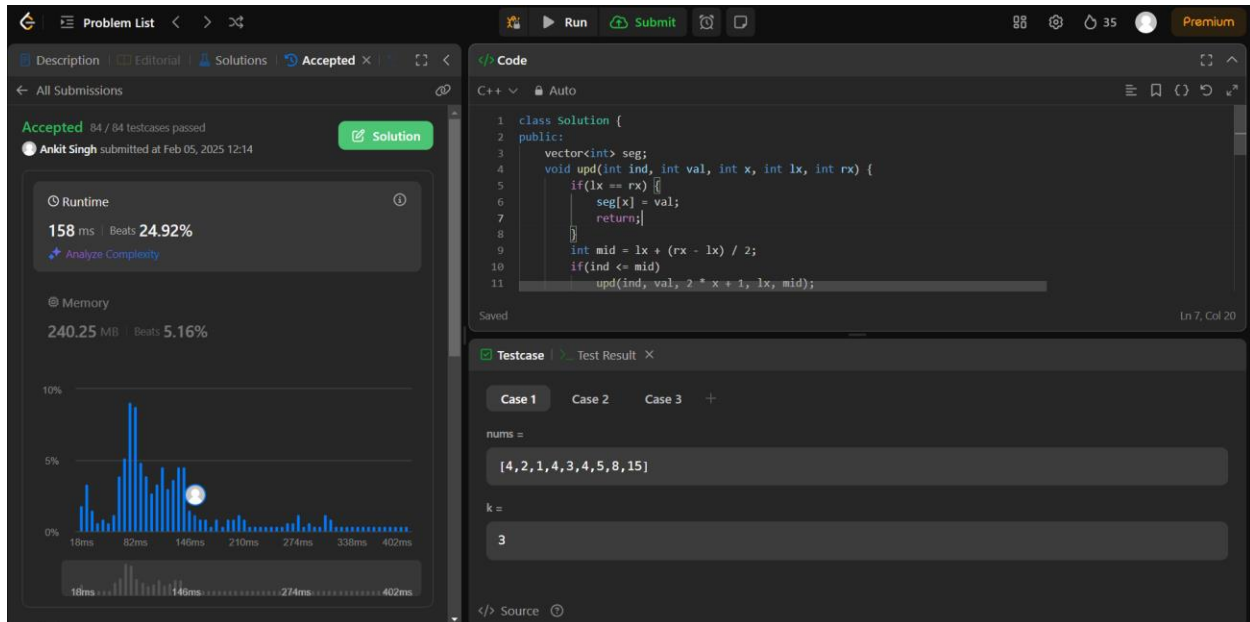 Problem List
Run
Submit
35
Premium
Description
Editorial
Solutions
Accepted
All Submissions
Accepted 84 / 84 testcases passed
Ankit Singh submitted at Feb 05, 2025 12:14
Solution
Runtime
158 ms | Beats 24.92%
Analyze Complexity
Memory
240.25 MB | Beats 5.16%
10%
5%
0%
18ms 82ms 146ms 210ms 274ms 338ms 402ms
18ms 146ms 274ms 402ms
</> Code
C++ Auto
1 class Solution {
2 public:
3 vector<int> seg;
4 void upd(int ind, int val, int x, int lx, int rx) {
5 if(lx == rx) {
6 seg[x] = val;
7 return;
8 }
9 int mid = lx + (rx - lx) / 2;
10 if(ind <= mid)
11 upd(ind, val, 2 * x + 1, lx, mid);
Saved
Ln 7, Col 20
Testcase
>_ Test Result
Case 1 Case 2 Case 3 +
nums =
[4,2,1,4,3,4,5,8,15]
k =
3
</> Source